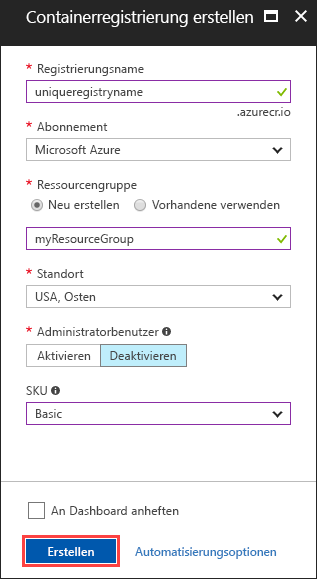 Containerregistrierung erstellen
* Registrierungsname
uniqueregistryname
.azurecr.io
* Abonnement
Microsoft Azure
* Ressourcengruppe
Neu erstellen Vorhandene verwenden
myResourceGroup
* Standort
USA, Osten
* Administratorbenutzer
Aktivieren Deaktivieren
SKU
Basic
An Dashboard anheften
Erstellen Automatisierungsoptionen